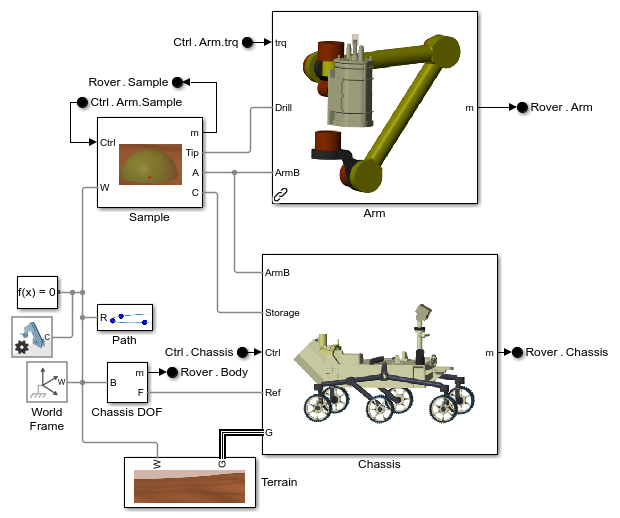 Ctrl . Arm.trq
trq
Rover . Sample
Ctrl . Arm.Sample
Drill
m
Rover . Arm
Ctrl
m
Tip
A
ArmB
W
C
Sample
Arm
ArmB
f(x) = 0
Storage
R
C
Path
Ctrl . Chassis
Ctrl
m
Rover . Chassis
m
Rover . Body
W
B
F
Ref
World
Frame
Chassis DOF
G
W
G
Chassis
Terrain